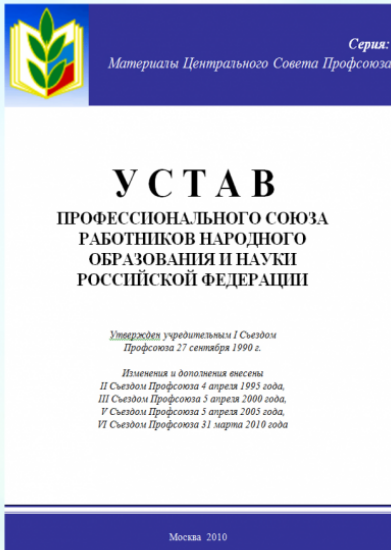 Серия:
Материалы Центрального Совета Профсоюза
УСТАВ
ПРОФЕССИОНАЛЬНОГО СОЮЗА
РАБОТНИКОВ НАРОДНОГО
ОБРАЗОВАНИЯ И НАУКИ
РОССИЙСКОЙ ФЕДЕРАЦИИ
Утвержден учредительным I Съездом
Профсоюза 27 сентября 1990 г.
Изменения и дополнения внесены
II Съездом Профсоюза 4 апреля 1995 года,
III Съездом Профсоюза 5 апреля 2000 года,
V Съездом Профсоюза 5 апреля 2005 года,
VI Съездом Профсоюза 31 марта 2010 года
Москва 2010